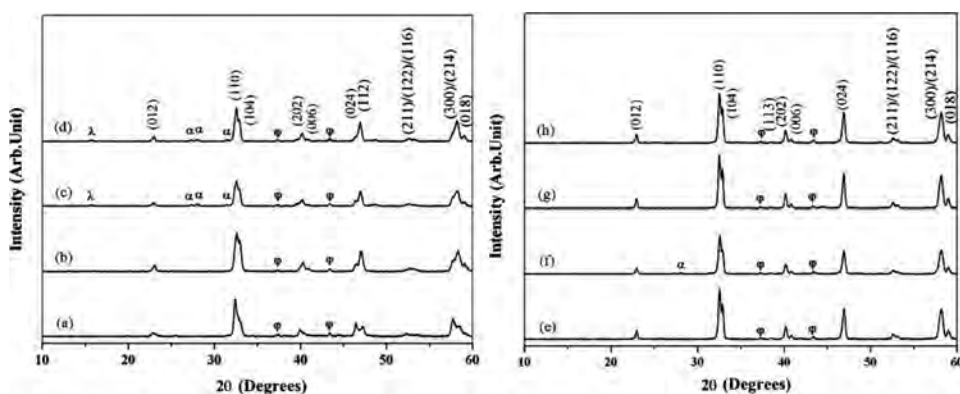 Intensity (Arb.Unit)
(012)
(110)
(104)
(202)
(006)
(024)
(112)
(211)/(122)/(116)
(300)/(214)
(018)
(d) λ α α α φ φ
(c) λ α α α φ φ
(b) φ φ
(a) φ φ
10 20 30 40 50 60
2θ (Degrees)
Intensity (Arb.Unit)
(012)
(110)
(104)
(113)
(202)
(006)
(024)
(211)/(122)/(116)
(300)/(214)
(018)
(h) φ φ
(g) φ φ
(f) α φ φ
(e) φ φ
10 20 30 40 50 60
2θ (Degrees)